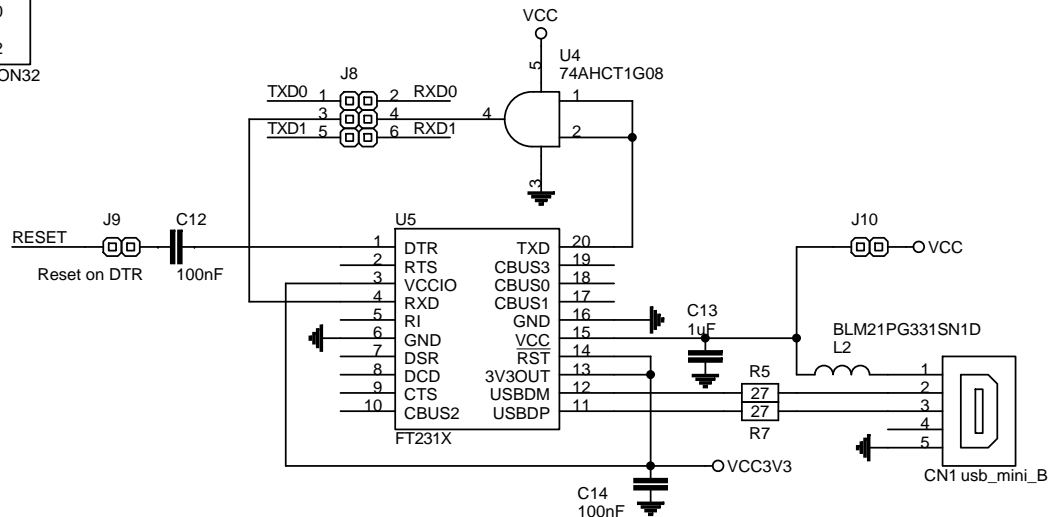 ON32
VCC
U4
74AHCT1G08
5
J8
TXD0 1 2 RXD0
3 4 4
TXD1 5 6 RXD1
1
2
3
J9
C12
RESET
Reset on DTR
100nF
U5
1 DTR TXD 20
2 RTS CBUS3 19
3 VCCIO CBUS0 18
4 RXD CBUS1 17
5 RI GND 16
6 GND VCC 15
7 DSR RST 14
8 DCD 3V3OUT 13
9 CTS USBDM 12
10 CBUS2 USBDP 11
FT231X
J10
VCC
C13
1uF
BLM21PG331SN1D
L2
R5
27
27
R7
1
2
3
4
5
CN1 usb_mini_B
VCC3V3
C14
100nF